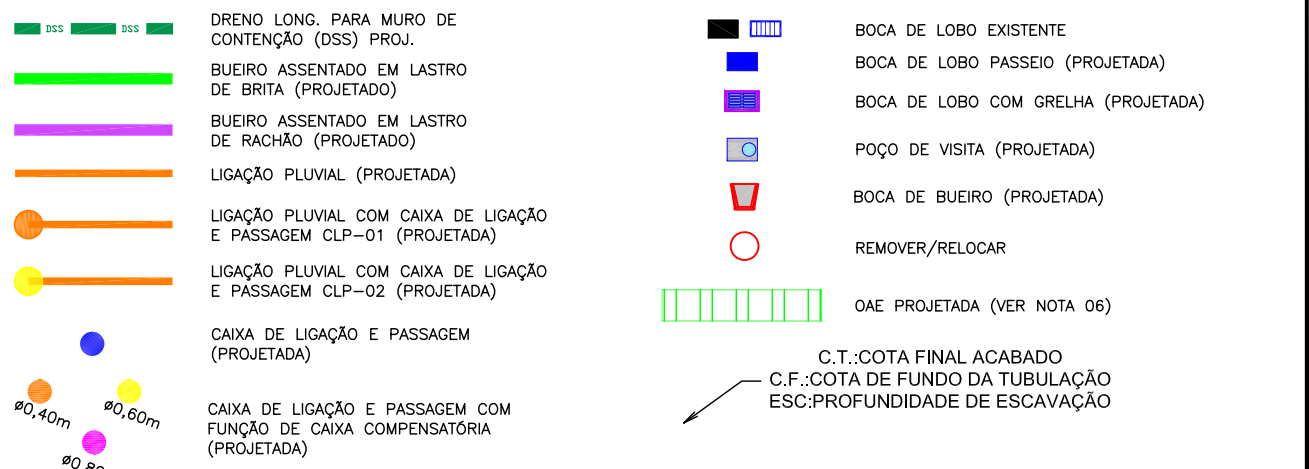 DSS DSS
DRENO LONG. PARA MURO DE
CONTENÇÃO (DSS) PROJ.
BUEIRO ASSENTADO EM LASTRO
DE BRITA (PROJETADO)
BUEIRO ASSENTADO EM LASTRO
DE RACHÃO (PROJETADO)
LIGAÇÃO PLUVIAL (PROJETADA)
LIGAÇÃO PLUVIAL COM CAIXA DE LIGAÇÃO
E PASSAGEM CLP-01 (PROJETADA)
LIGAÇÃO PLUVIAL COM CAIXA DE LIGAÇÃO
E PASSAGEM CLP-02 (PROJETADA)
CAIXA DE LIGAÇÃO E PASSAGEM
(PROJETADA)
Ø0,40m
Ø0,60m
CAIXA DE LIGAÇÃO E PASSAGEM COM
FUNÇÃO DE CAIXA COMPENSATÓRIA
(PROJETADA)
BOCA DE LOBO EXISTENTE
BOCA DE LOBO PASSEIO (PROJETADA)
BOCA DE LOBO COM GRELHA (PROJETADA)
POÇO DE VISITA (PROJETADA)
BOCA DE BUEIRO (PROJETADA)
REMOVER/RELOCAR
OAE PROJETADA (VER NOTA 06)
C.T.:COTA FINAL ACABADO
C.F.:COTA DE FUNDO DA TUBULAÇÃO
ESC:PROFUNDIDADE DE ESCAVAÇÃO